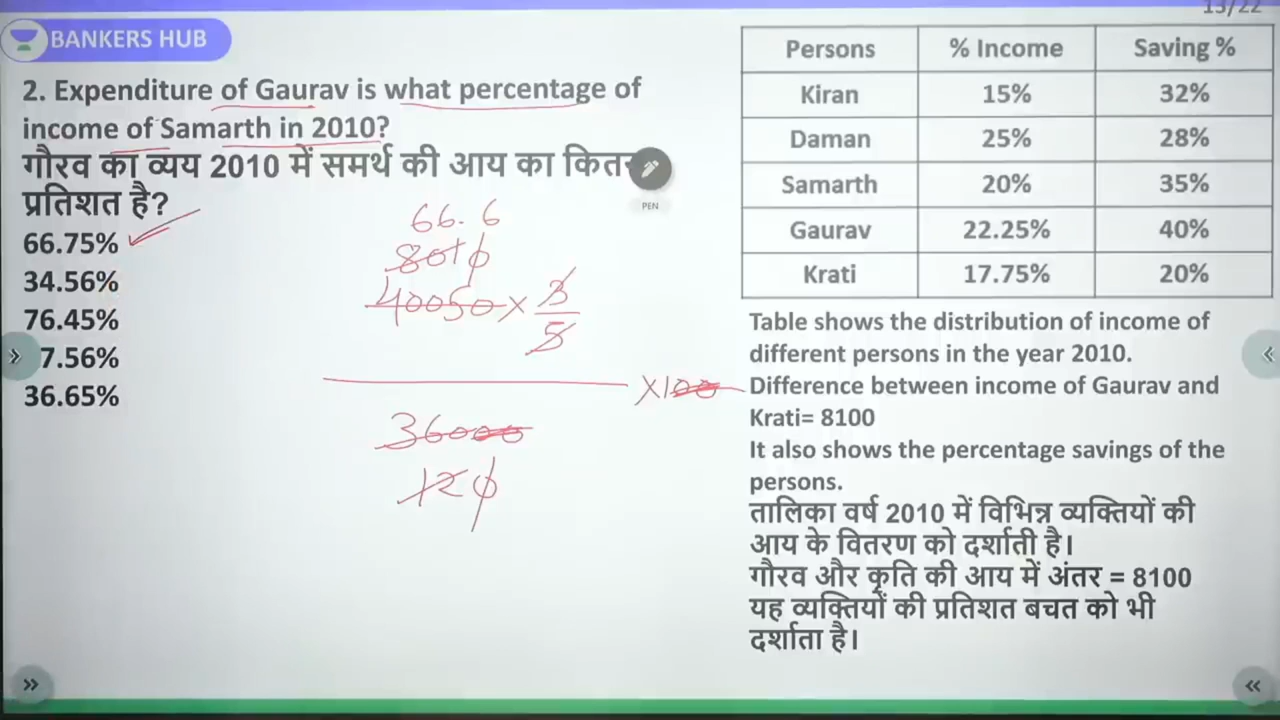 13/22
BANKERS HUB
2. Expenditure of Gaurav is what percentage of
income of Samarth in 2010?
गौरव का व्यय 2010 में समर्थ की आय का
प्रतिशत है?
66.75%
34.56%
76.45%
7.56%
36.65%
PEN
66.6
8010
40050 × 3/5
×100
36000
120
Persons % Income Saving %
Kiran 15% 32%
Daman 25% 28%
Samarth 20% 35%
Gaurav 22.25% 40%
Krati 17.75% 20%
Table shows the distribution of income of
different persons in the year 2010.
Difference between income of Gaurav and
Krati= 8100
It also shows the percentage savings of the
persons.
तालिका वर्ष 2010 में विभिन्न व्यक्तियों की
आय के वितरण को दर्शाती है।
गौरव और कृति की आय में अंतर = 8100
यह व्यक्तियों की प्रतिशत बचत को भी
दर्शाता है।